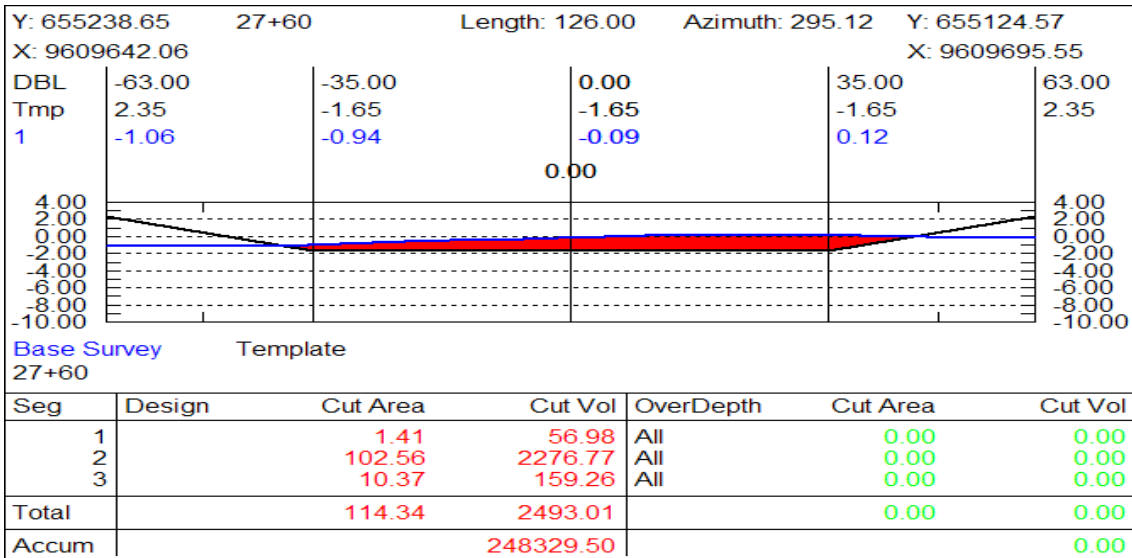 Y: 655238.65 27+60 Length: 126.00 Azimuth: 295.12 Y: 655124.57
X: 9609642.06 X: 9609695.55
DBL -63.00 -35.00 0.00 35.00 63.00
Tmp 2.35 -1.65 -1.65 -1.65 2.35
1 -1.06 -0.94 -0.09 0.12
0.00
4.00 4.00
2.00 2.00
0.00 0.00
-2.00 -2.00
-4.00 -4.00
-6.00 -6.00
-8.00 -8.00
-10.00 -10.00
Base Survey Template
27+60
Seg Design Cut Area Cut Vol OverDepth Cut Area Cut Vol
1 1.41 56.98 All 0.00 0.00
2 102.56 2276.77 All 0.00 0.00
3 10.37 159.26 All 0.00 0.00
Total 114.34 2493.01 0.00 0.00
Accum 248329.50 0.00